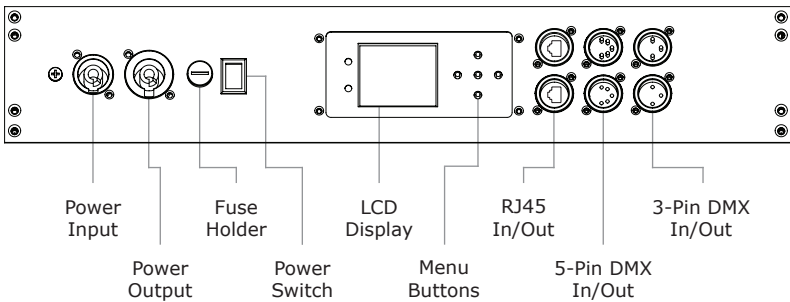 Power
Input
Fuse
Holder
LCD
Display
RJ45
In/Out
3-Pin DMX
In/Out
Power
Output
Power
Switch
Menu
Buttons
5-Pin DMX
In/Out